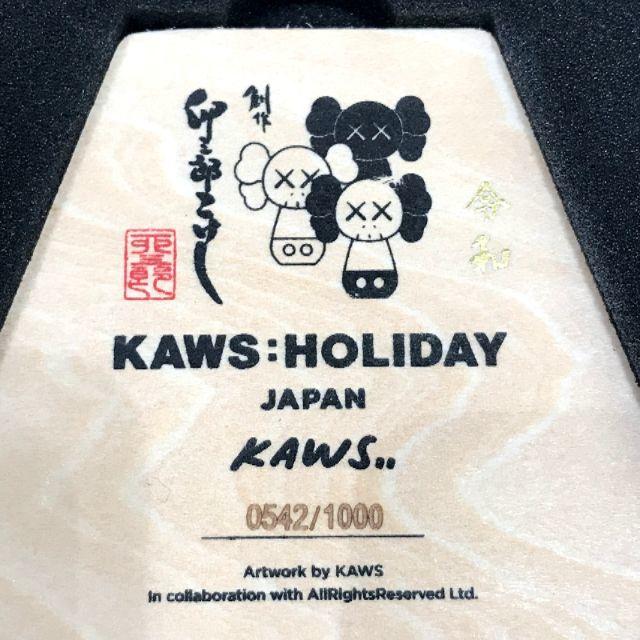 創作
卯三郎こけし
令和
KAWS:HOLIDAY
JAPAN
KAWS..
0542/1000
Artwork by KAWS
In collaboration with AllRightsReserved Ltd.